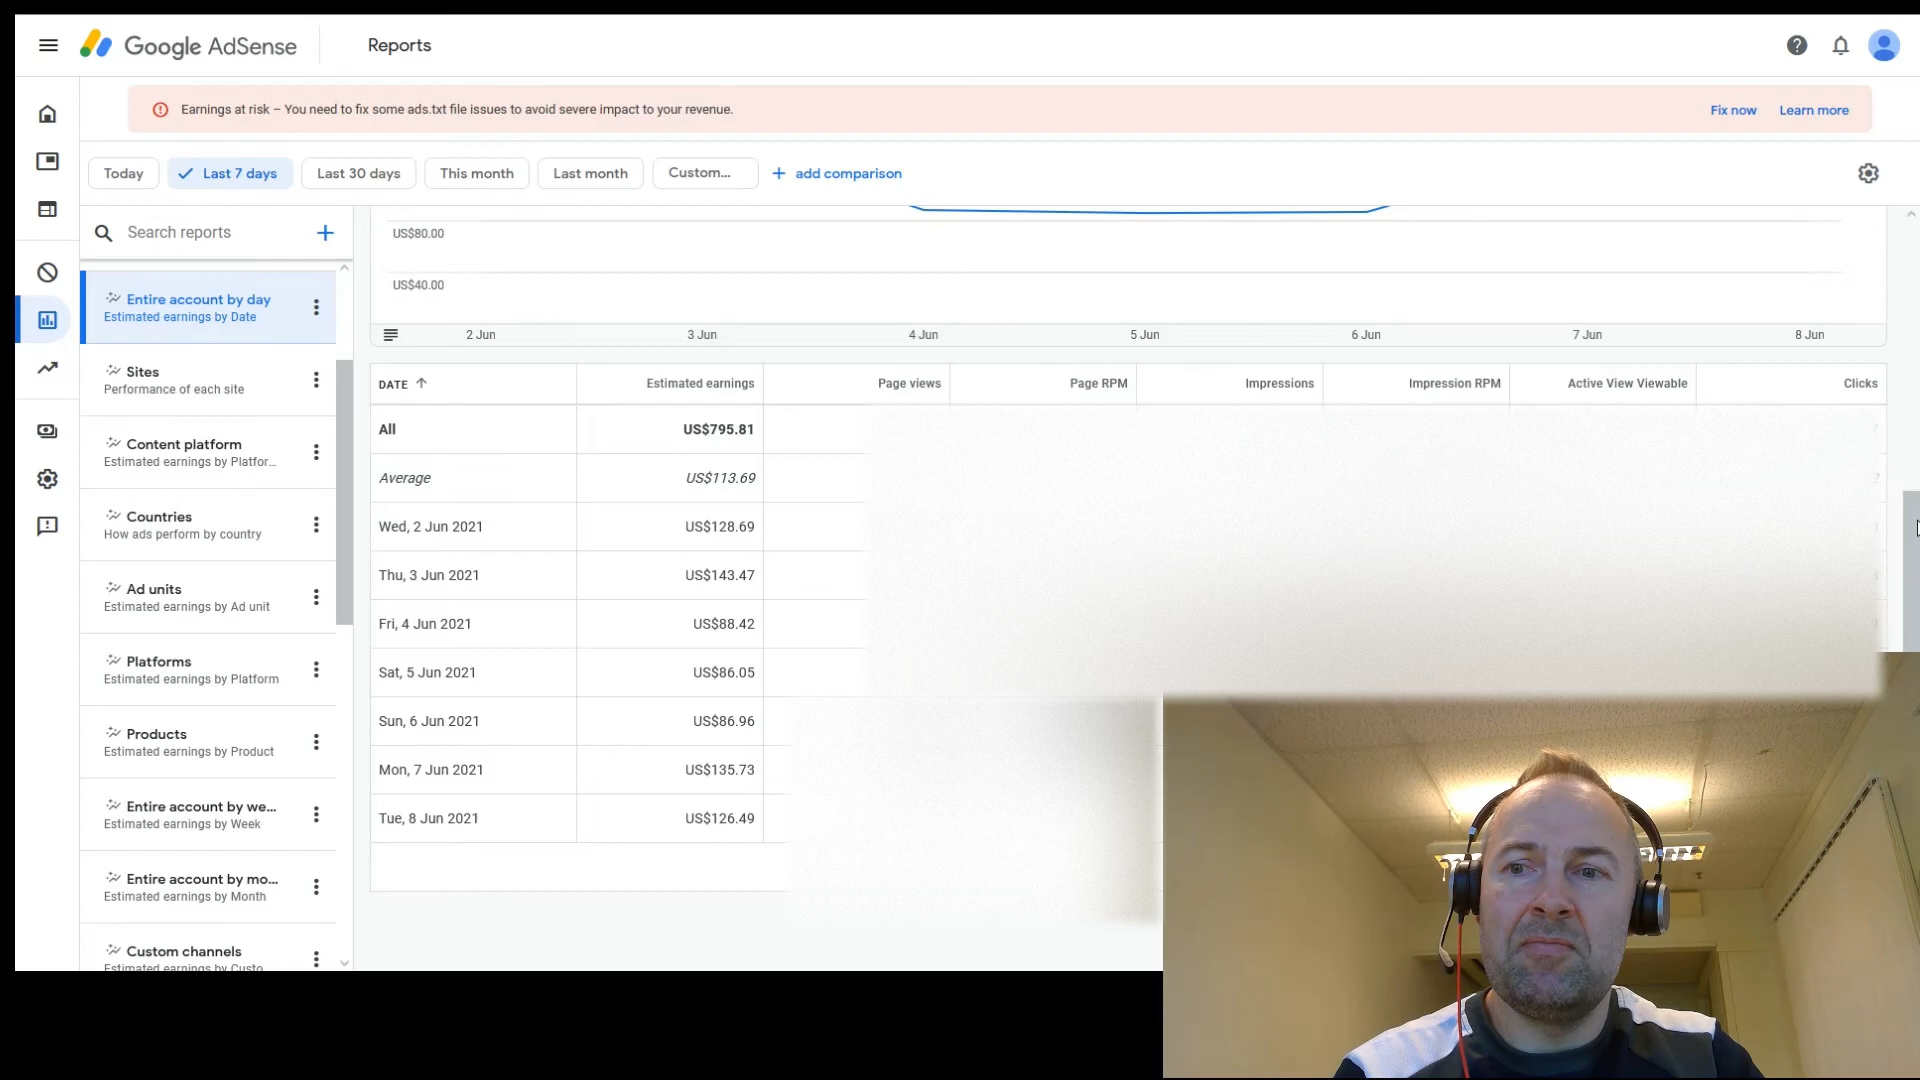 Google AdSense
Reports
Earnings at risk – You need to fix some ads.txt file issues to avoid severe impact to your revenue.
Fix now
Learn more
Today
Last 7 days
Last 30 days
This month
Last month
Custom...
+ add comparison
Search reports
+
Entire account by day
Estimated earnings by Date
Sites
Performance of each site
Content platform
Estimated earnings by Platfor...
Countries
How ads perform by country
Ad units
Estimated earnings by Ad unit
Platforms
Estimated earnings by Platform
Products
Estimated earnings by Product
Entire account by we...
Estimated earnings by Week
Entire account by mo...
Estimated earnings by Month
Custom channels
Estimated earnings by Custo
US$80.00
US$40.00
2 Jun 3 Jun 4 Jun 5 Jun 6 Jun 7 Jun 8 Jun
DATE Estimated earnings Page views Page RPM Impressions Impression RPM Active View Viewable Clicks
All US$795.81
Average US$113.69
Wed, 2 Jun 2021 US$128.69
Thu, 3 Jun 2021 US$143.47
Fri, 4 Jun 2021 US$88.42
Sat, 5 Jun 2021 US$86.05
Sun, 6 Jun 2021 US$86.96
Mon, 7 Jun 2021 US$135.73
Tue, 8 Jun 2021 US$126.49